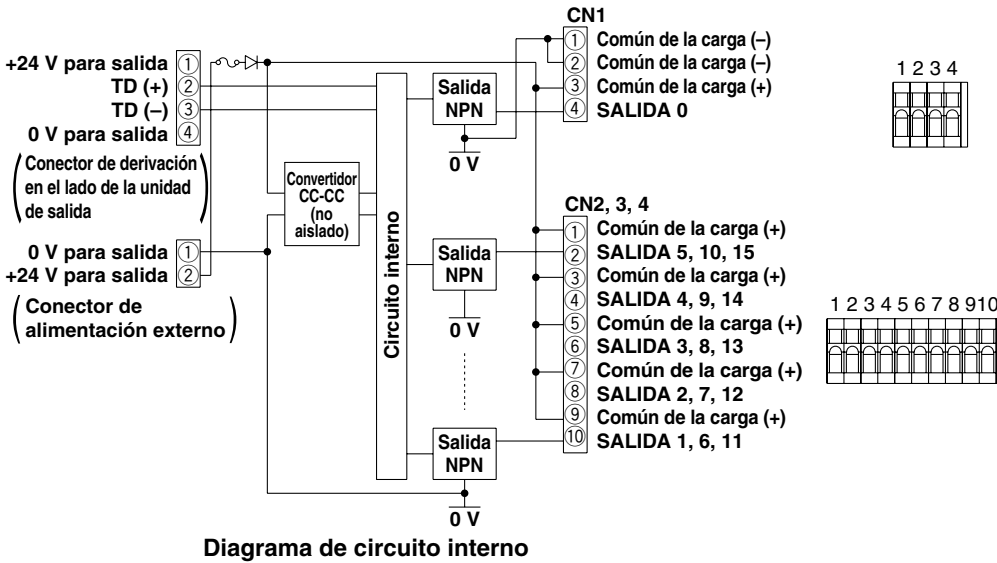 +24 V para salida ①
TD (+) ②
TD (–) ③
0 V para salida ④
(Conector de derivación
en el lado de la unidad
de salida)
0 V para salida ①
+24 V para salida ②
(Conector de
alimentación externo)
Convertidor
CC-CC
(no
aislado)
Circuito interno
Salida
NPN
0 V
Salida
NPN
0 V
Salida
NPN
0 V
CN1
① Común de la carga (–)
② Común de la carga (–)
③ Común de la carga (+)
④ SALIDA 0
CN2, 3, 4
① Común de la carga (+)
② SALIDA 5, 10, 15
③ Común de la carga (+)
④ SALIDA 4, 9, 14
⑤ Común de la carga (+)
⑥ SALIDA 3, 8, 13
⑦ Común de la carga (+)
⑧ SALIDA 2, 7, 12
⑨ Común de la carga (+)
⑩ SALIDA 1, 6, 11
1 2 3 4
1 2 3 4 5 6 7 8 9 10
Diagrama de circuito interno